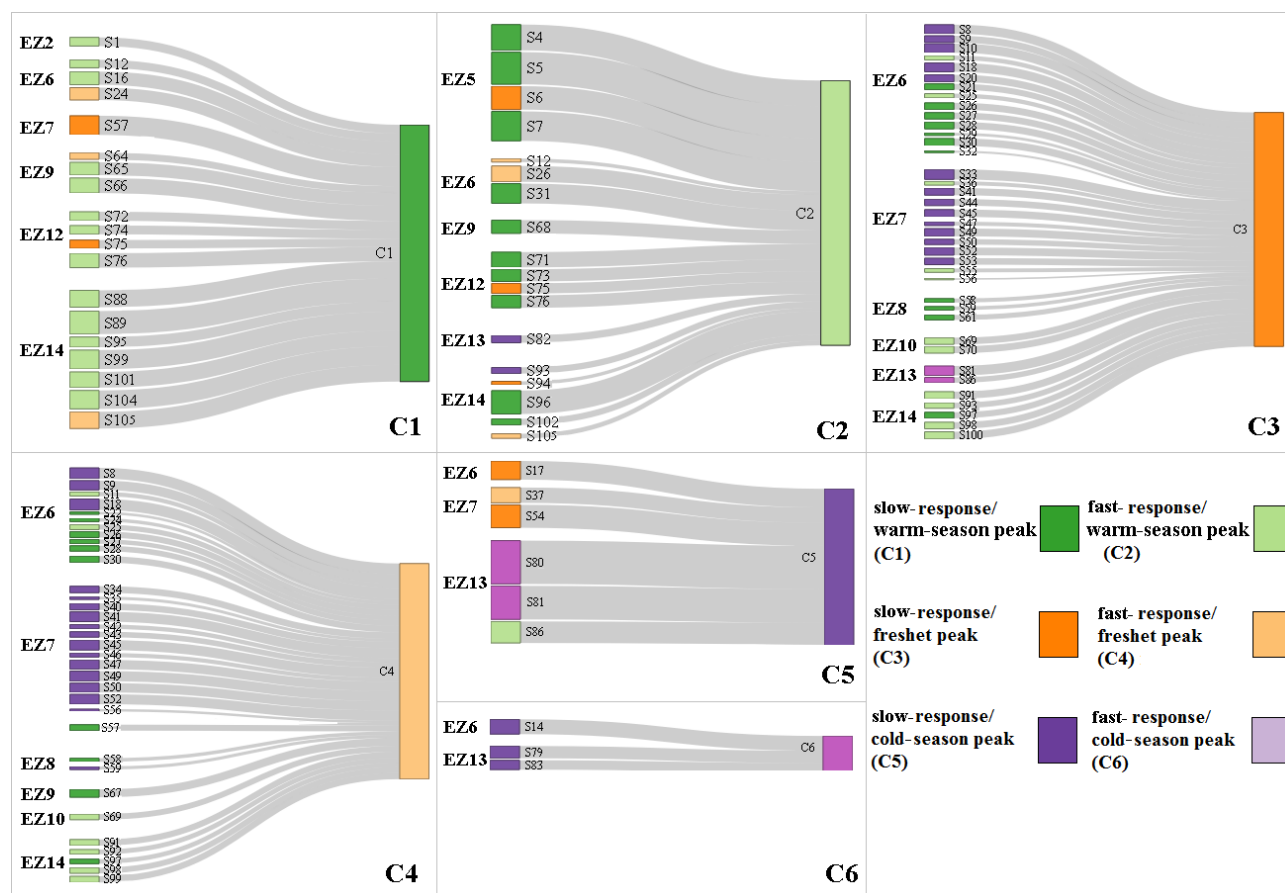 EZ2
S1
S12
EZ6
S16
S24
EZ7
S57
S64
EZ9
S65
S66
S72
EZ12
S74
S75
S76
C1
S88
S89
EZ14
S95
S99
S101
S104
S105
C1
S4
EZ5
S5
S6
S7
S12
EZ6
S26
S31
C2
EZ9
S68
S71
S73
EZ12
S75
S76
EZ13
S82
S93
S94
EZ14
S96
S102
S105
C2
S8
S9
S10
S11
S18
EZ6
S20
S21
S25
S26
S27
S28
S29
S30
S32
S33
S36
S41
S44
EZ7
S45
S47
S49
S50
S52
S53
S55
S56
C3
S58
EZ8
S59
S61
EZ10
S69
S70
EZ13
S81
S86
S91
S93
EZ14
S97
S98
S100
C3
S8
S9
S11
S18
EZ6
S22
S24
S25
S26
S27
S28
S30
S34
S35
S40
S41
S42
S43
EZ7
S45
S46
S47
S49
S50
S52
S56
S57
C4
S58
EZ8
S59
EZ9
S67
EZ10
S69
S91
S92
EZ14
S97
S98
S99
C4
EZ6
S17
S37
EZ7
S54
C5
S80
EZ13
S81
S86
C5
EZ6
S14
C6
S79
EZ13
S83
C6
slow-response/
warm-season peak
(C1)
fast- response/
warm-season peak
(C2)
slow-response/
freshet peak
(C3)
fast- response/
freshet peak
(C4)
slow-response/
cold-season peak
(C5)
fast- response/
cold-season peak
(C6)